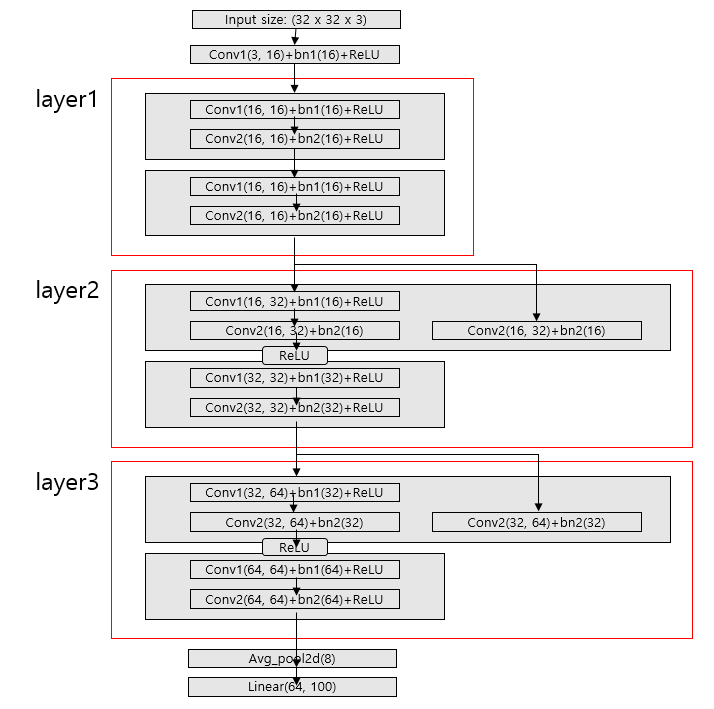 Input size: (32 x 32 x 3)
Conv1(3, 16)+bn1(16)+ReLU
layer1
Conv1(16, 16)+bn1(16)+ReLU
Conv2(16, 16)+bn2(16)+ReLU
Conv1(16, 16)+bn1(16)+ReLU
Conv2(16, 16)+bn2(16)+ReLU
layer2
Conv1(16, 32)+bn1(16)+ReLU
Conv2(16, 32)+bn2(16)
Conv2(16, 32)+bn2(16)
ReLU
Conv1(32, 32)+bn1(32)+ReLU
Conv2(32, 32)+bn2(32)+ReLU
layer3
Conv1(32, 64)+bn1(32)+ReLU
Conv2(32, 64)+bn2(32)
Conv2(32, 64)+bn2(32)
ReLU
Conv1(64, 64)+bn1(64)+ReLU
Conv2(64, 64)+bn2(64)+ReLU
Avg_pool2d(8)
Linear(64, 100)